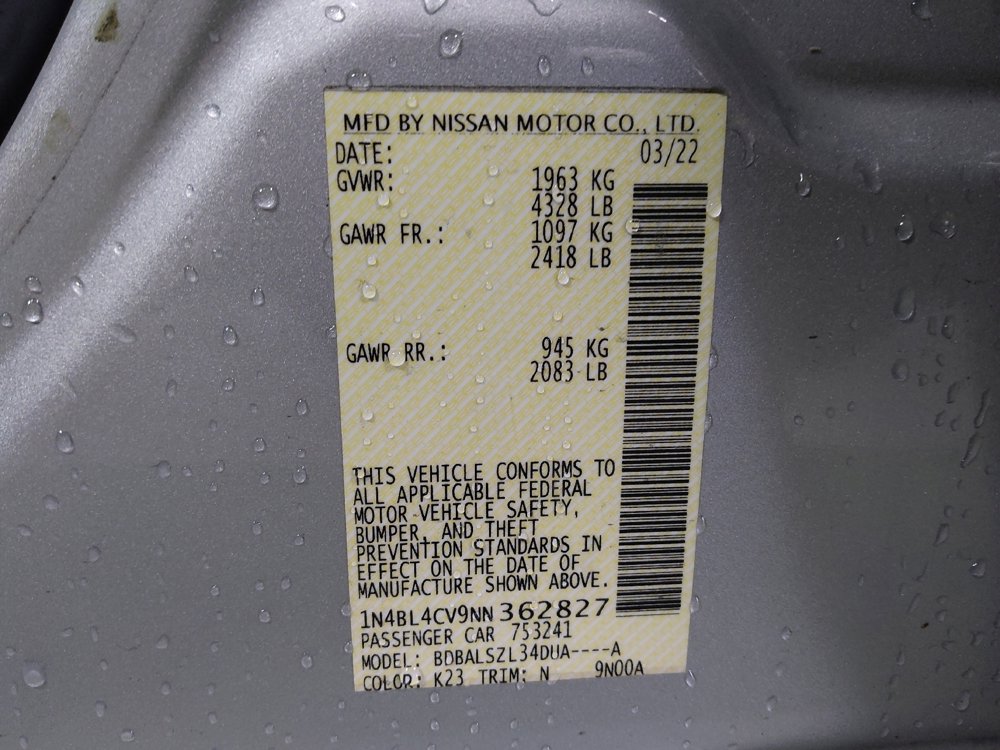 MFD BY NISSAN MOTOR CO., LTD.
DATE: 03/22
GVWR: 1963 KG
4328 LB
GAWR FR.: 1097 KG
2418 LB
GAWR RR.: 945 KG
2083 LB
THIS VEHICLE CONFORMS TO
ALL APPLICABLE FEDERAL
MOTOR VEHICLE SAFETY,
BUMPER, AND THEFT
PREVENTION STANDARDS IN
EFFECT ON THE DATE OF
MANUFACTURE SHOWN ABOVE.
1N4BL4CV9NN362827
PASSENGER CAR 753241
MODEL: BDBALSZL34DUA----A
COLOR: K23 TRIM: N 9N00A